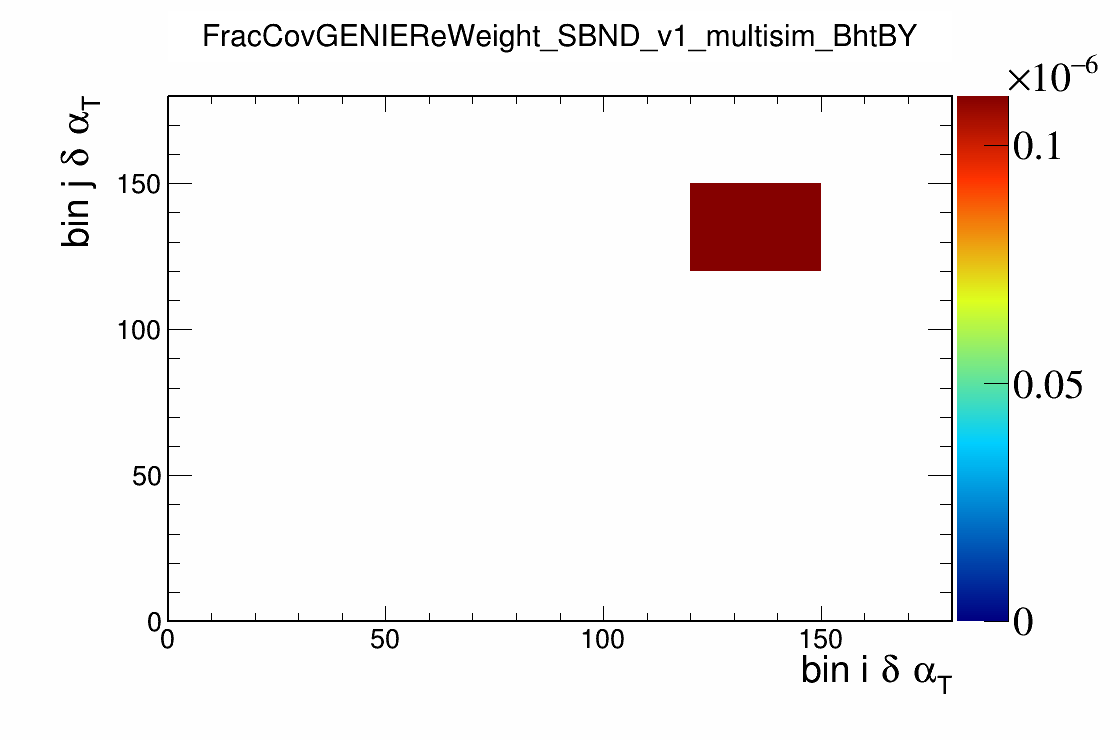 FracCovGENIEReWeight_SBND_v1_multisim_BhtBY
×10⁻⁶
bin j δ α_T
150
100
50
0
0 50 100 150
bin i δ α_T
0.1
0.05
0